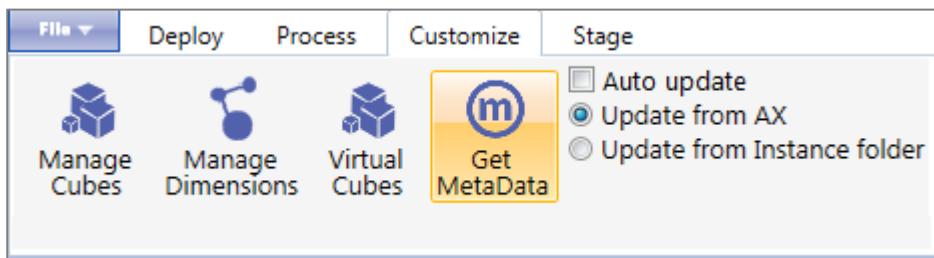 File
Deploy
Process
Customize
Stage
Manage
Cubes
Manage
Dimensions
Virtual
Cubes
m
Get
MetaData
Auto update
Update from AX
Update from Instance folder